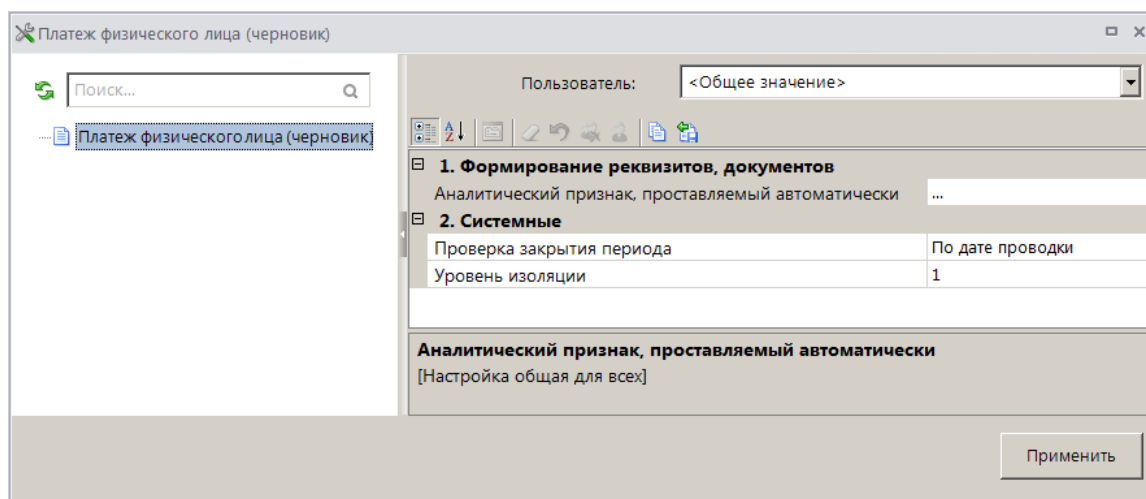 Платеж физического лица (черновик)
Поиск...
Платеж физического лица (черновик)
Пользователь:
<Общее значение>
1. Формирование реквизитов, документов
Аналитический признак, проставляемый автоматически ...
2. Системные
Проверка закрытия периода По дате проводки
Уровень изоляции 1
Аналитический признак, проставляемый автоматически
[Настройка общая для всех]
Применить